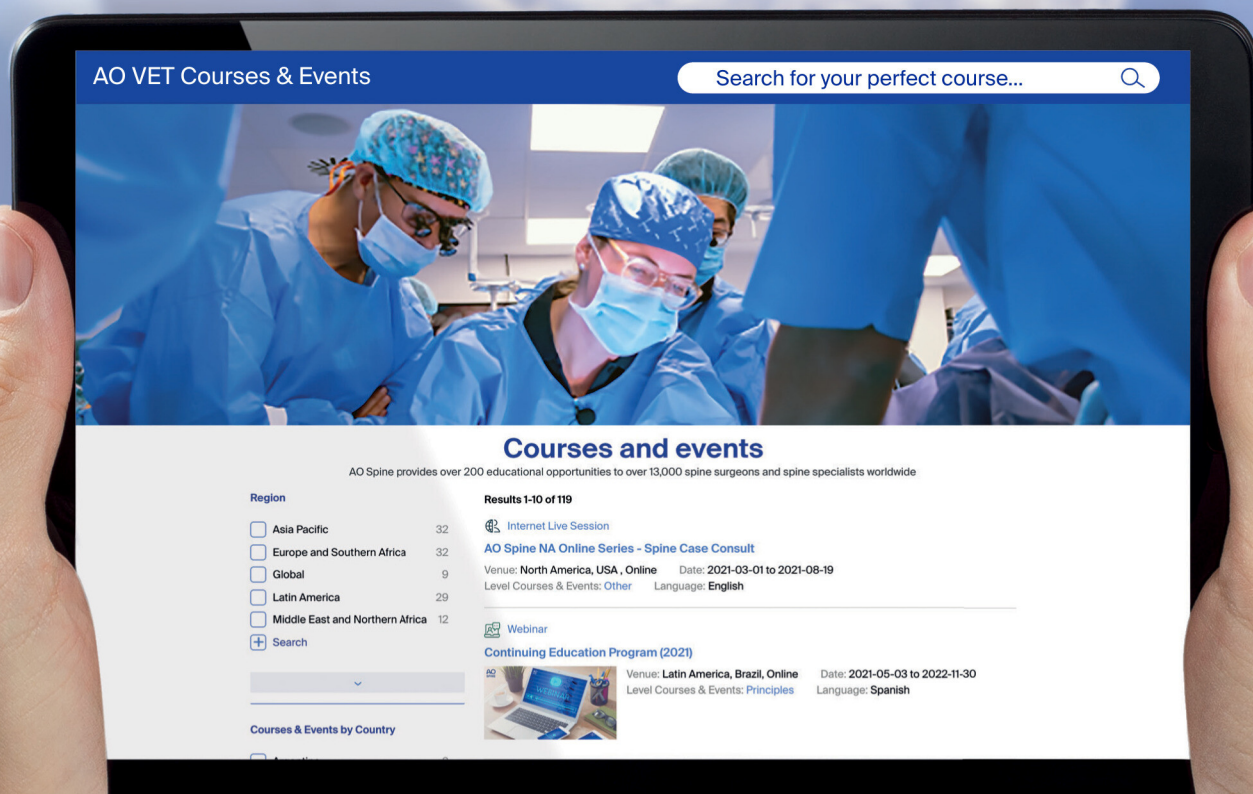 AO VET Courses & Events
Search for your perfect course...
Courses and events
AO Spine provides over 200 educational opportunities to over 13,000 spine surgeons and spine specialists worldwide
Region
Asia Pacific 32
Europe and Southern Africa 32
Global 9
Latin America 29
Middle East and Northern Africa 12
Search
Courses & Events by Country
Results 1-10 of 119
Internet Live Session
AO Spine NA Online Series - Spine Case Consult
Venue: North America, USA , Online Date: 2021-03-01 to 2021-08-19
Level Courses & Events: Other Language: English
Webinar
Continuing Education Program (2021)
AO
WEBINAR
Venue: Latin America, Brazil, Online Date: 2021-05-03 to 2022-11-30
Level Courses & Events: Principles Language: Spanish